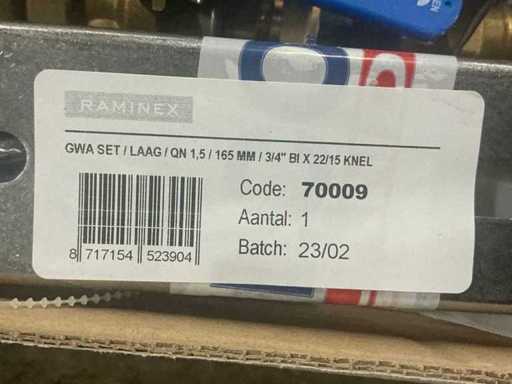 EN
RAMINEX
GWA SET / LAAG / QN 1,5 / 165 MM / 3/4" BI X 22/15 KNEL
Code: 70009
Aantal: 1
Batch: 23/02
8 717154 523904